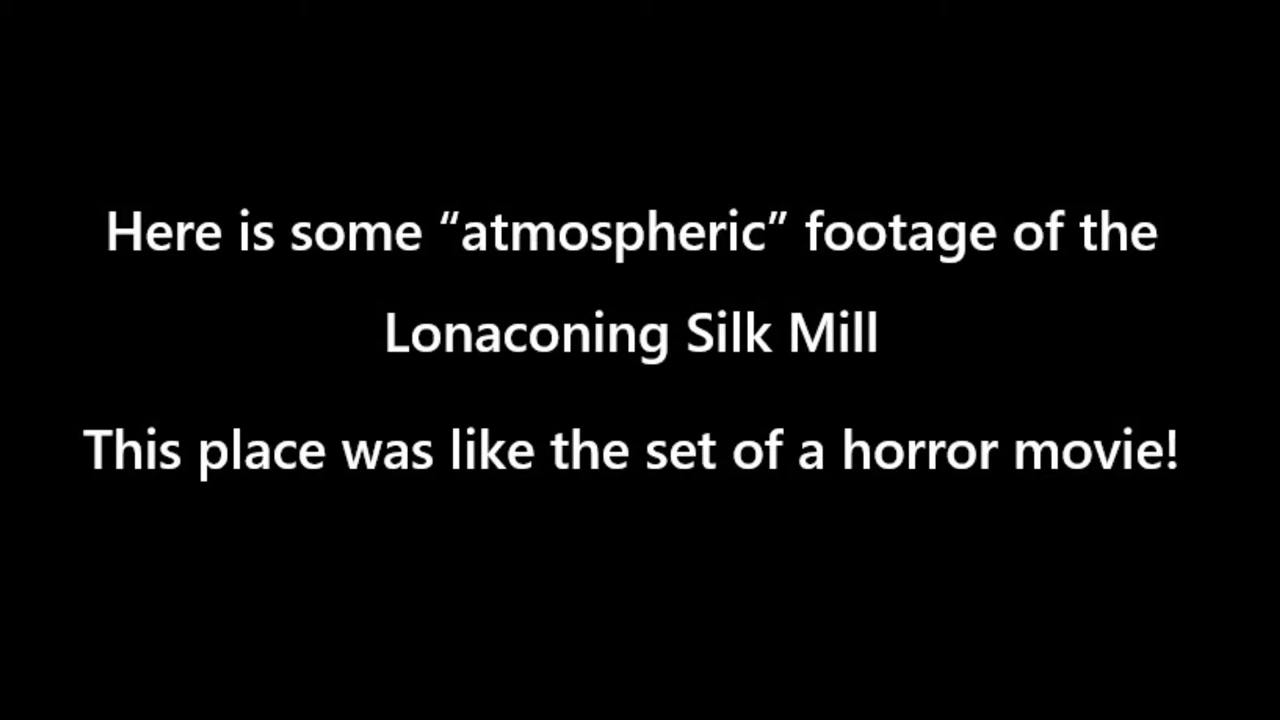 Here is some “atmospheric” footage of the
Lonaconing Silk Mill
This place was like the set of a horror movie!